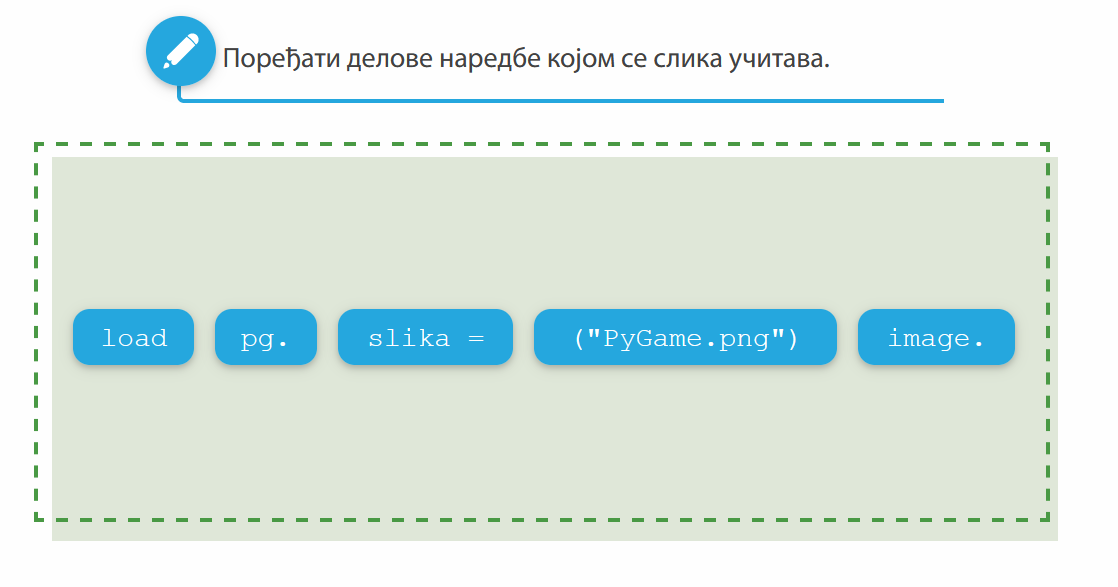 Поређати делове наредбе којом се слика учитава.
load pg. slika = ("PyGame.png") image.